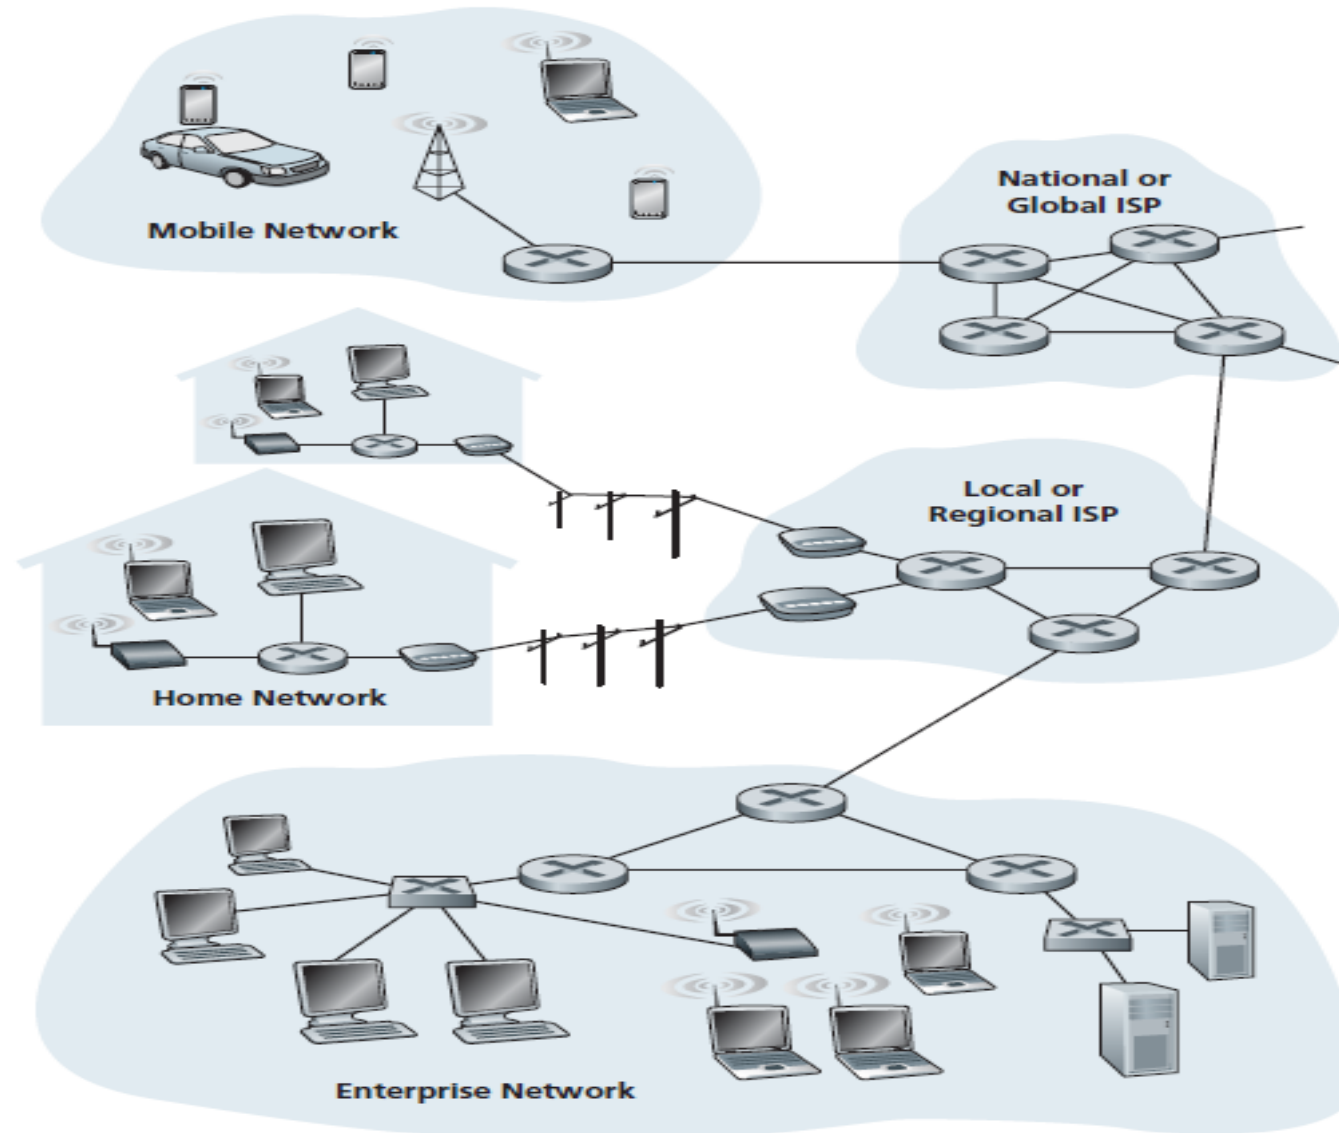 National or
Global ISP
Mobile Network
Local or
Regional ISP
Home Network
Enterprise Network